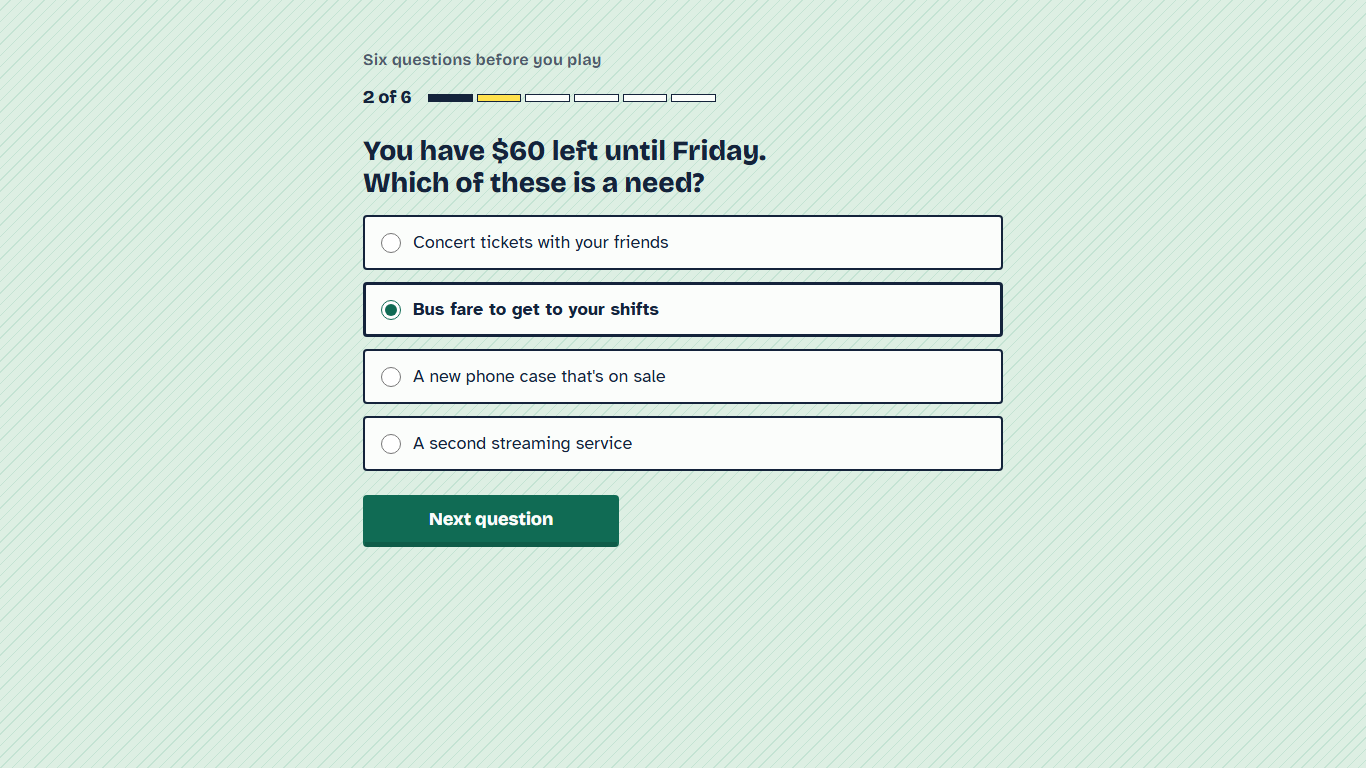 Six questions before you play
2 of 6
You have $60 left until Friday.
Which of these is a need?
Concert tickets with your friends
Bus fare to get to your shifts
A new phone case that's on sale
A second streaming service
Next question